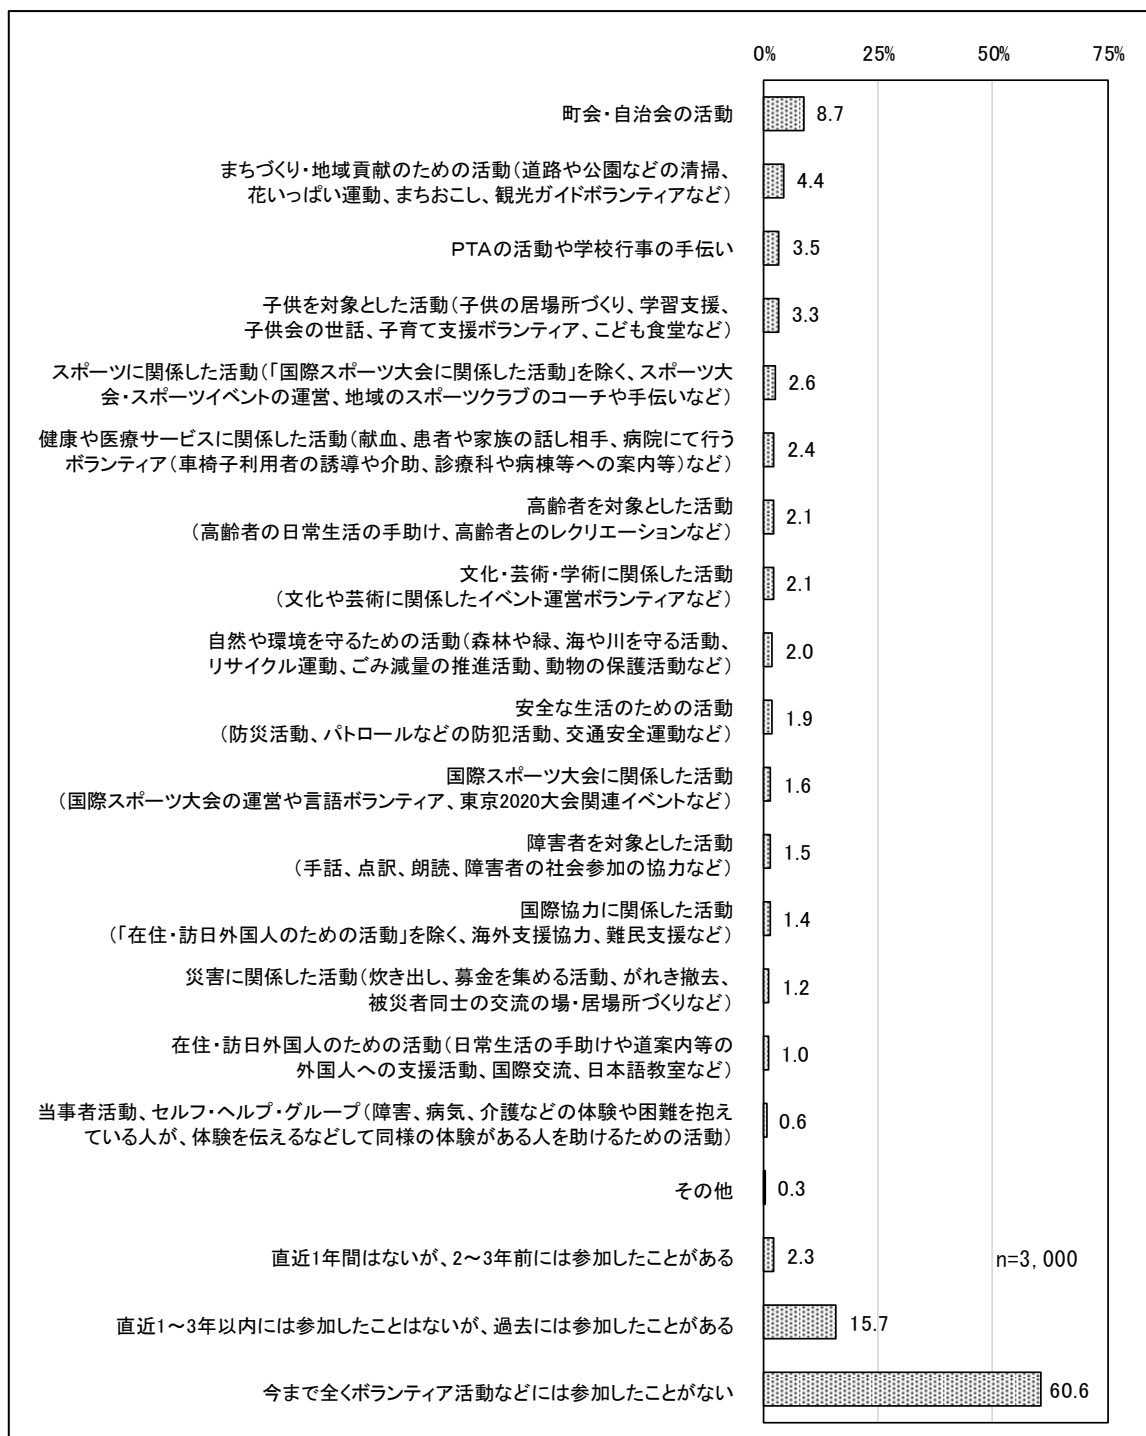 0% 25% 50% 75%
町会・自治会の活動 8.7
まちづくり・地域貢献のための活動(道路や公園などの清掃、
花いっぱい運動、まちおこし、観光ガイドボランティアなど) 4.4
PTAの活動や学校行事の手伝い 3.5
子供を対象とした活動(子供の居場所づくり、学習支援、
子供会の世話、子育て支援ボランティア、こども食堂など) 3.3
スポーツに関係した活動(「国際スポーツ大会に関係した活動」を除く、スポーツ大
会・スポーツイベントの運営、地域のスポーツクラブのコーチや手伝いなど) 2.6
健康や医療サービスに関係した活動(献血、患者や家族の話し相手、病院にて行う
ボランティア(車椅子利用者の誘導や介助、診療科や病棟等への案内等)など) 2.4
高齢者を対象とした活動
(高齢者の日常生活の手助け、高齢者とのレクリエーションなど) 2.1
文化・芸術・学術に関係した活動
(文化や芸術に関係したイベント運営ボランティアなど) 2.1
自然や環境を守るための活動(森林や緑、海や川を守る活動、
リサイクル運動、ごみ減量の推進活動、動物の保護活動など) 2.0
安全な生活のための活動
(防災活動、パトロールなどの防犯活動、交通安全運動など) 1.9
国際スポーツ大会に関係した活動
(国際スポーツ大会の運営や言語ボランティア、東京2020大会関連イベントなど) 1.6
障害者を対象とした活動
(手話、点訳、朗読、障害者の社会参加の協力など) 1.5
国際協力に関係した活動
(「在住・訪日外国人のための活動」を除く、海外支援協力、難民支援など) 1.4
災害に関係した活動(炊き出し、募金を集める活動、がれき撤去、
被災者同士の交流の場・居場所づくりなど) 1.2
在住・訪日外国人のための活動(日常生活の手助けや道案内等の
外国人への支援活動、国際交流、日本語教室など) 1.0
当事者活動、セルフ・ヘルプ・グループ(障害、病気、介護などの体験や困難を抱え
ている人が、体験を伝えるなどして同様の体験がある人を助けるための活動) 0.6
その他 0.3
直近1年間はないが、2~3年前には参加したことがある 2.3 n=3,000
直近1~3年以内には参加したことはないが、過去には参加したことがある 15.7
今まで全くボランティア活動などには参加したことがない 60.6